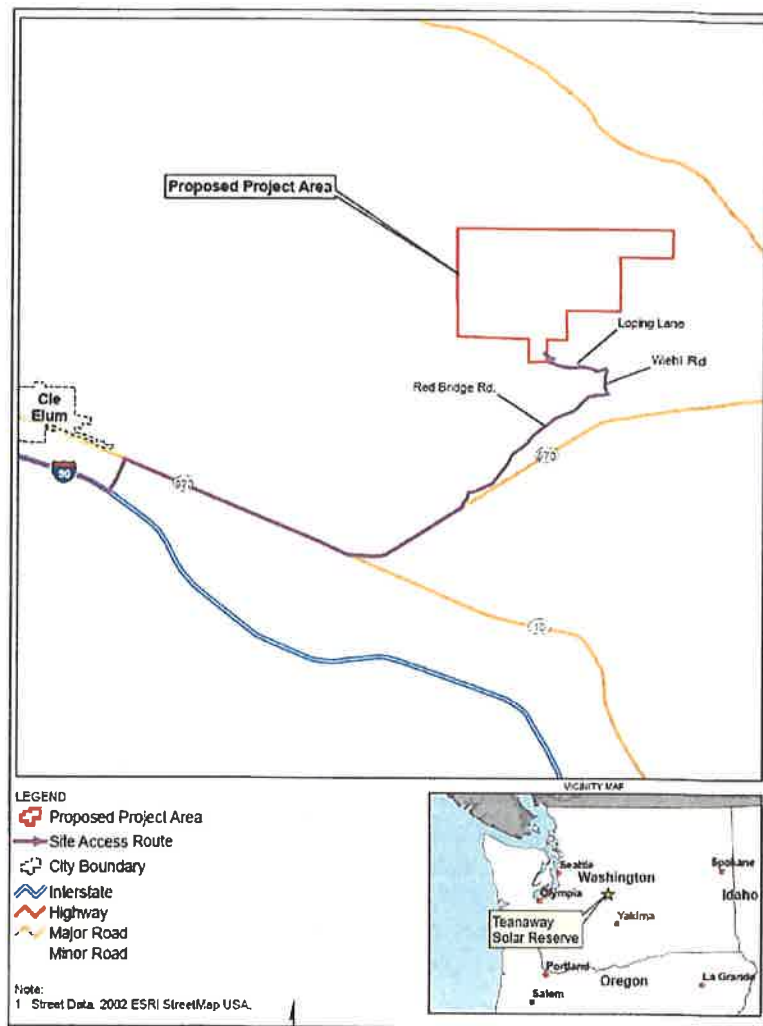 Proposed Project Area
Loping Lane
Wiehl Rd
Red Bridge Rd.
Cle
Elum
970
90
970
10
LEGEND
Proposed Project Area
Site Access Route
City Boundary
Interstate
Highway
Major Road
Minor Road
Note:
1 Street Data. 2002 ESRI StreetMap USA.
VICINITY MAP
Seattle
Spokane
Washington
Olympia
Idaho
Teanaway
Solar Reserve
Yakima
Portland
Oregon
La Grande
Salem